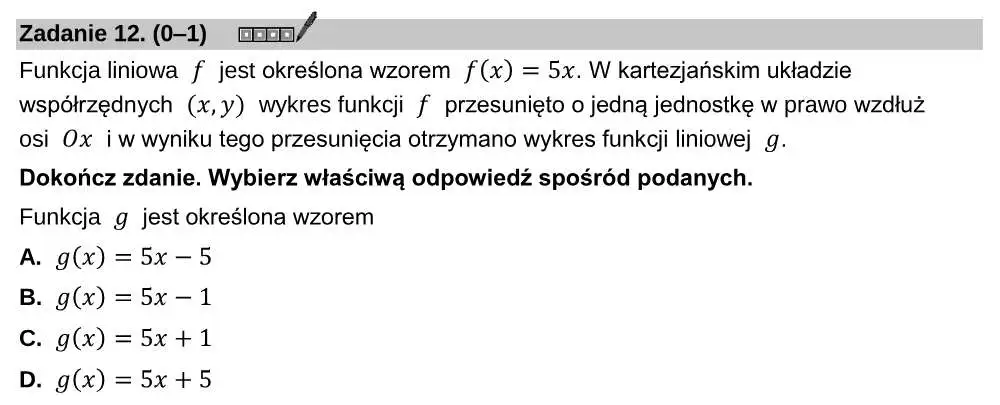 Zadanie 12. (0–1)
Funkcja liniowa f jest określona wzorem f(x) = 5x. W kartezjańskim układzie
współrzędnych (x, y) wykres funkcji f przesunięto o jedną jednostkę w prawo wzdłuż
osi Ox i w wyniku tego przesunięcia otrzymano wykres funkcji liniowej g.
Dokończ zdanie. Wybierz właściwą odpowiedź spośród podanych.
Funkcja g jest określona wzorem
A. g(x) = 5x − 5
B. g(x) = 5x − 1
C. g(x) = 5x + 1
D. g(x) = 5x + 5